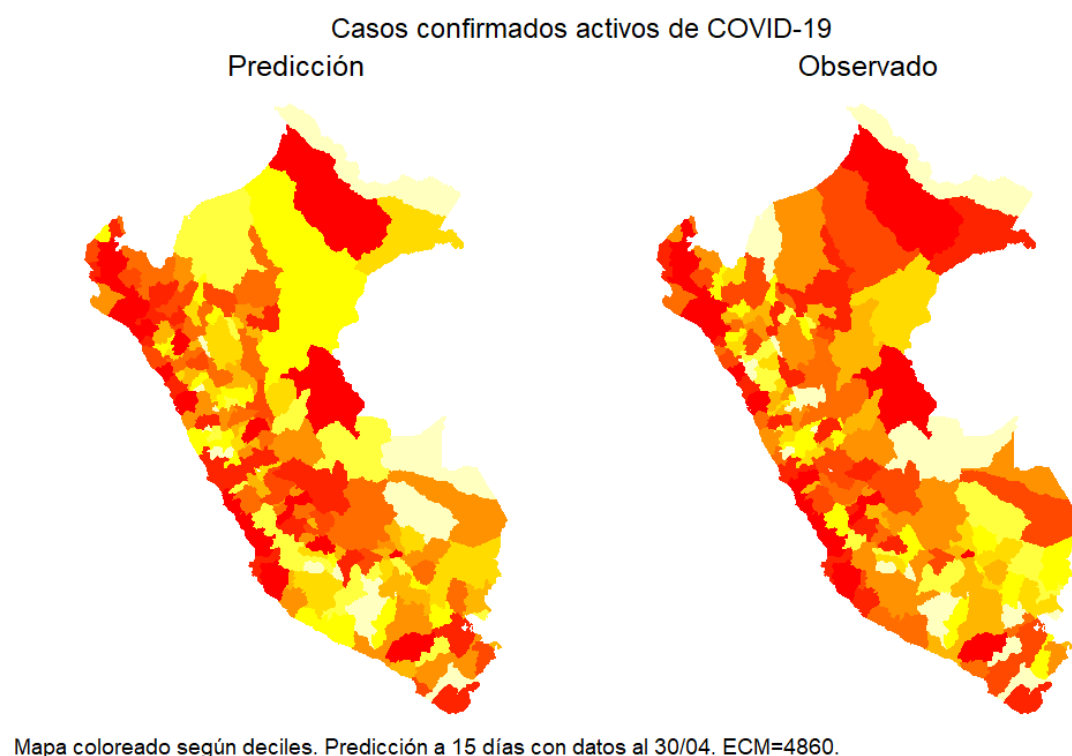 Casos confirmados activos de COVID-19
Predicción
Observado
Mapa coloreado según deciles. Predicción a 15 días con datos al 30/04. ECM=4860.